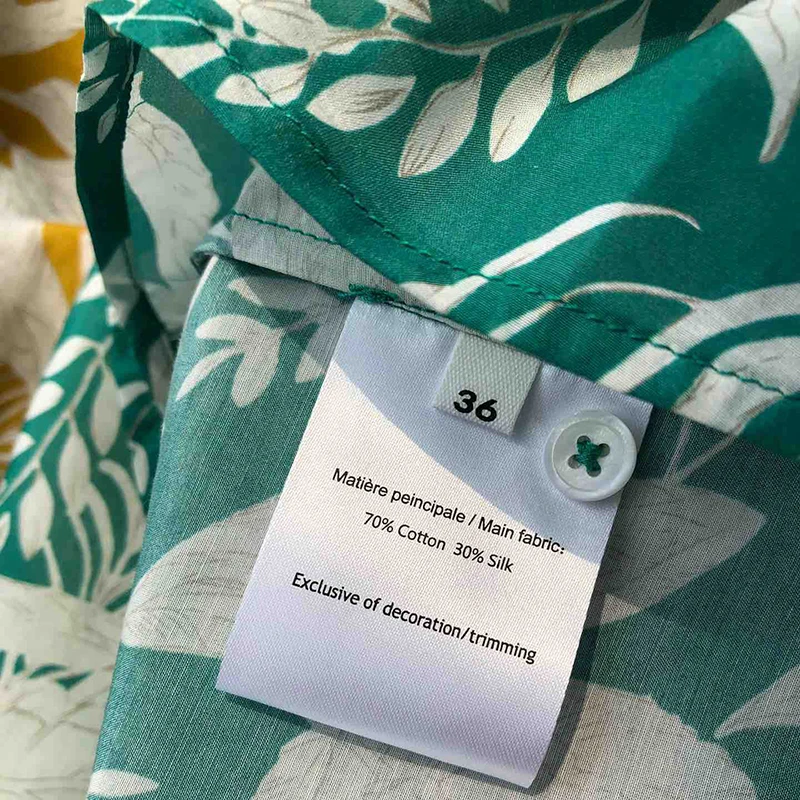 36
Matière peincipale / Main fabric:
70% Cotton 30% Silk
Exclusive of decoration/trimming